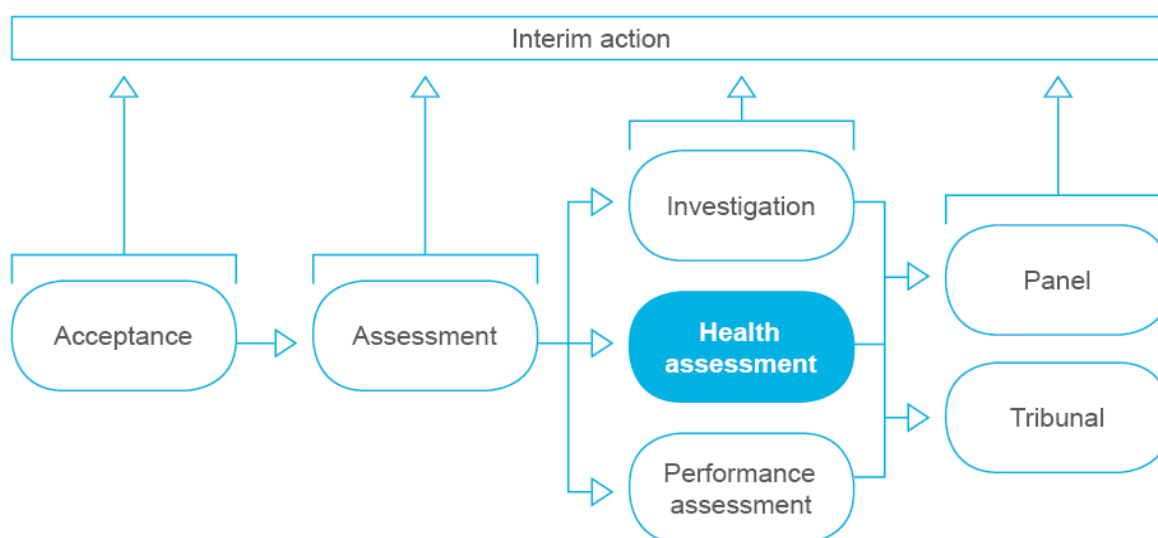 Interim action
Acceptance
Assessment
Investigation
Health
assessment
Performance
assessment
Panel
Tribunal